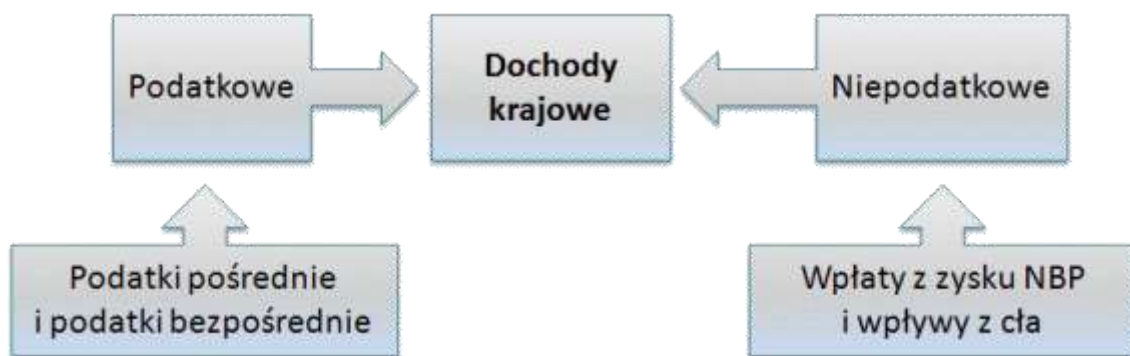 Podatkowe
Dochody
krajowe
Niepodatkowe
Podatki pośrednie
i podatki bezpośrednie
Wpłaty z zysku NBP
i wpływy z cła